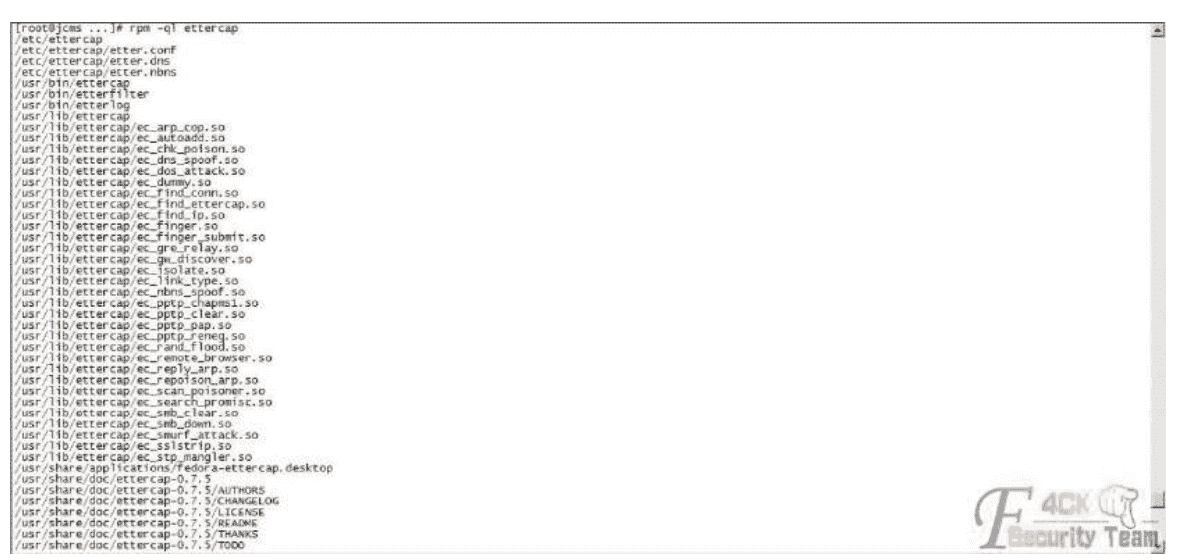 [root@jcms ...]# rpm -ql ettercap
/etc/ettercap
/etc/ettercap/etter.conf
/etc/ettercap/etter.dns
/etc/ettercap/etter.nbns
/usr/bin/ettercap
/usr/bin/etterfilter
/usr/bin/etterlog
/usr/lib/ettercap
/usr/lib/ettercap/ec_arp_cop.so
/usr/lib/ettercap/ec_autoadd.so
/usr/lib/ettercap/ec_chk_poison.so
/usr/lib/ettercap/ec_dns_spoof.so
/usr/lib/ettercap/ec_dos_attack.so
/usr/lib/ettercap/ec_dummy.so
/usr/lib/ettercap/ec_find_conn.so
/usr/lib/ettercap/ec_find_ettercap.so
/usr/lib/ettercap/ec_find_ip.so
/usr/lib/ettercap/ec_finger.so
/usr/lib/ettercap/ec_finger_submit.so
/usr/lib/ettercap/ec_gre_relay.so
/usr/lib/ettercap/ec_gw_discover.so
/usr/lib/ettercap/ec_isolate.so
/usr/lib/ettercap/ec_link_type.so
/usr/lib/ettercap/ec_nbns_spoof.so
/usr/lib/ettercap/ec_pptp_chapms1.so
/usr/lib/ettercap/ec_pptp_clear.so
/usr/lib/ettercap/ec_pptp_pap.so
/usr/lib/ettercap/ec_pptp_reneg.so
/usr/lib/ettercap/ec_rand_flood.so
/usr/lib/ettercap/ec_remote_browser.so
/usr/lib/ettercap/ec_reply_arp.so
/usr/lib/ettercap/ec_repoison_arp.so
/usr/lib/ettercap/ec_scan_poisoner.so
/usr/lib/ettercap/ec_search_promisc.so
/usr/lib/ettercap/ec_smb_clear.so
/usr/lib/ettercap/ec_smb_down.so
/usr/lib/ettercap/ec_smurf_attack.so
/usr/lib/ettercap/ec_sslstrip.so
/usr/lib/ettercap/ec_stp_mangler.so
/usr/share/applications/fedora-ettercap.desktop
/usr/share/doc/ettercap-0.7.5
/usr/share/doc/ettercap-0.7.5/AUTHORS
/usr/share/doc/ettercap-0.7.5/CHANGELOG
/usr/share/doc/ettercap-0.7.5/LICENSE
/usr/share/doc/ettercap-0.7.5/README
/usr/share/doc/ettercap-0.7.5/THANKS
/usr/share/doc/ettercap-0.7.5/TODO
F4CK
Security Team